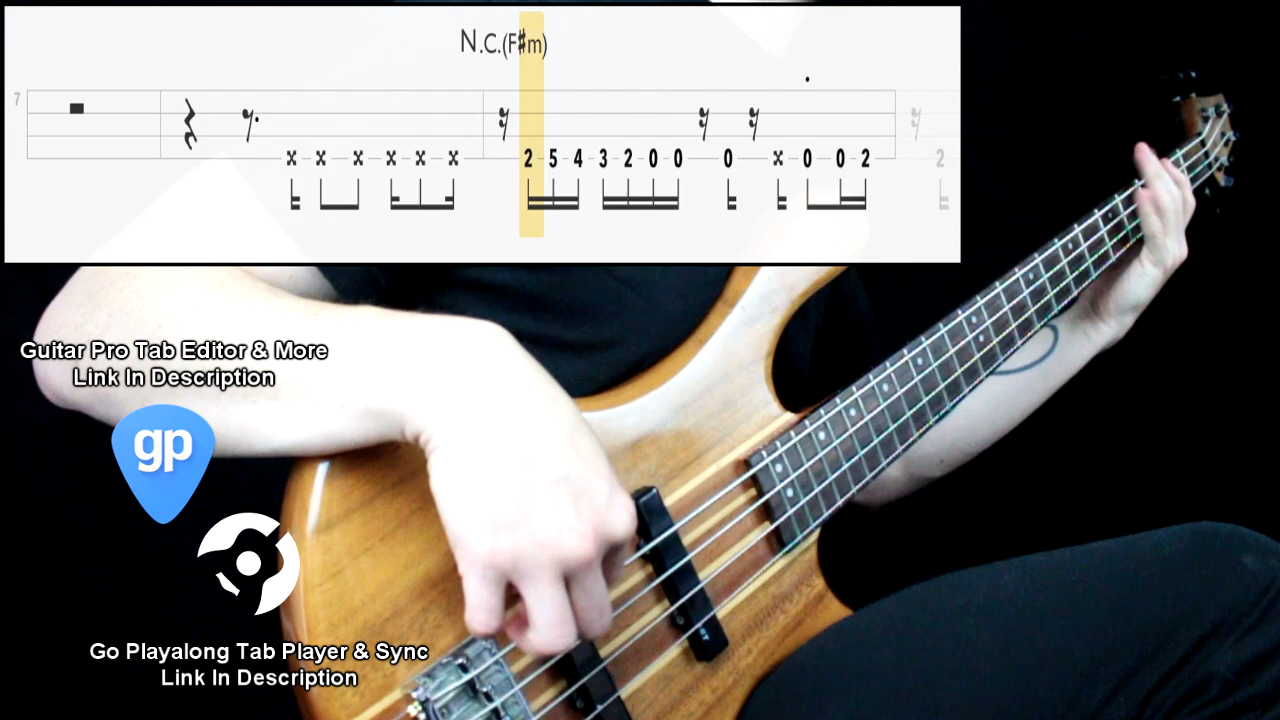 N.C.(F#m)
7
x x x x x x 2 5 4 3 2 0 0 0 x 0 0 2 2
Guitar Pro Tab Editor & More
Link In Description
gp
Go Playalong Tab Player & Sync
Link In Description